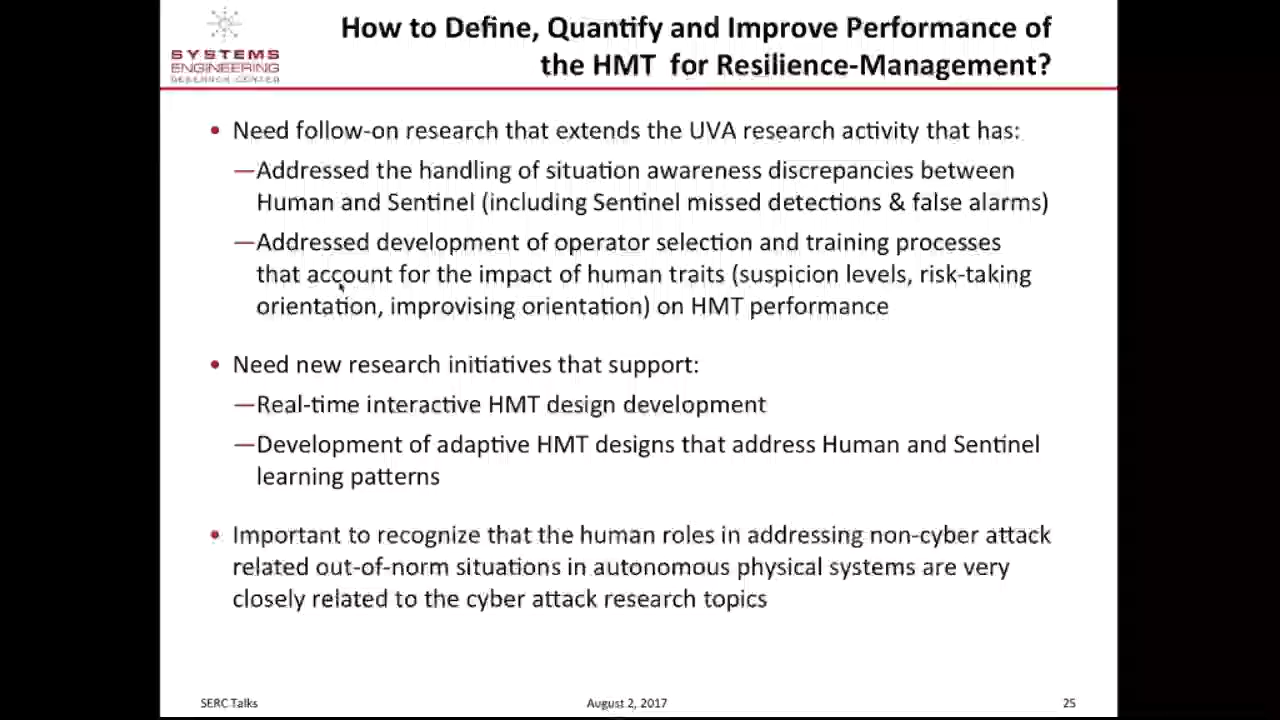 How to Define, Quantify and Improve Performance of
the HMT for Resilience-Management?
SYSTEMS
ENGINEERING
RESEARCH CENTER
• Need follow-on research that extends the UVA research activity that has:
—Addressed the handling of situation awareness discrepancies between
Human and Sentinel (including Sentinel missed detections & false alarms)
—Addressed development of operator selection and training processes
that account for the impact of human traits (suspicion levels, risk-taking
orientation, improvising orientation) on HMT performance
• Need new research initiatives that support:
—Real-time interactive HMT design development
—Development of adaptive HMT designs that address Human and Sentinel
learning patterns
• Important to recognize that the human roles in addressing non-cyber attack
related out-of-norm situations in autonomous physical systems are very
closely related to the cyber attack research topics
SERC Talks
August 2, 2017
25